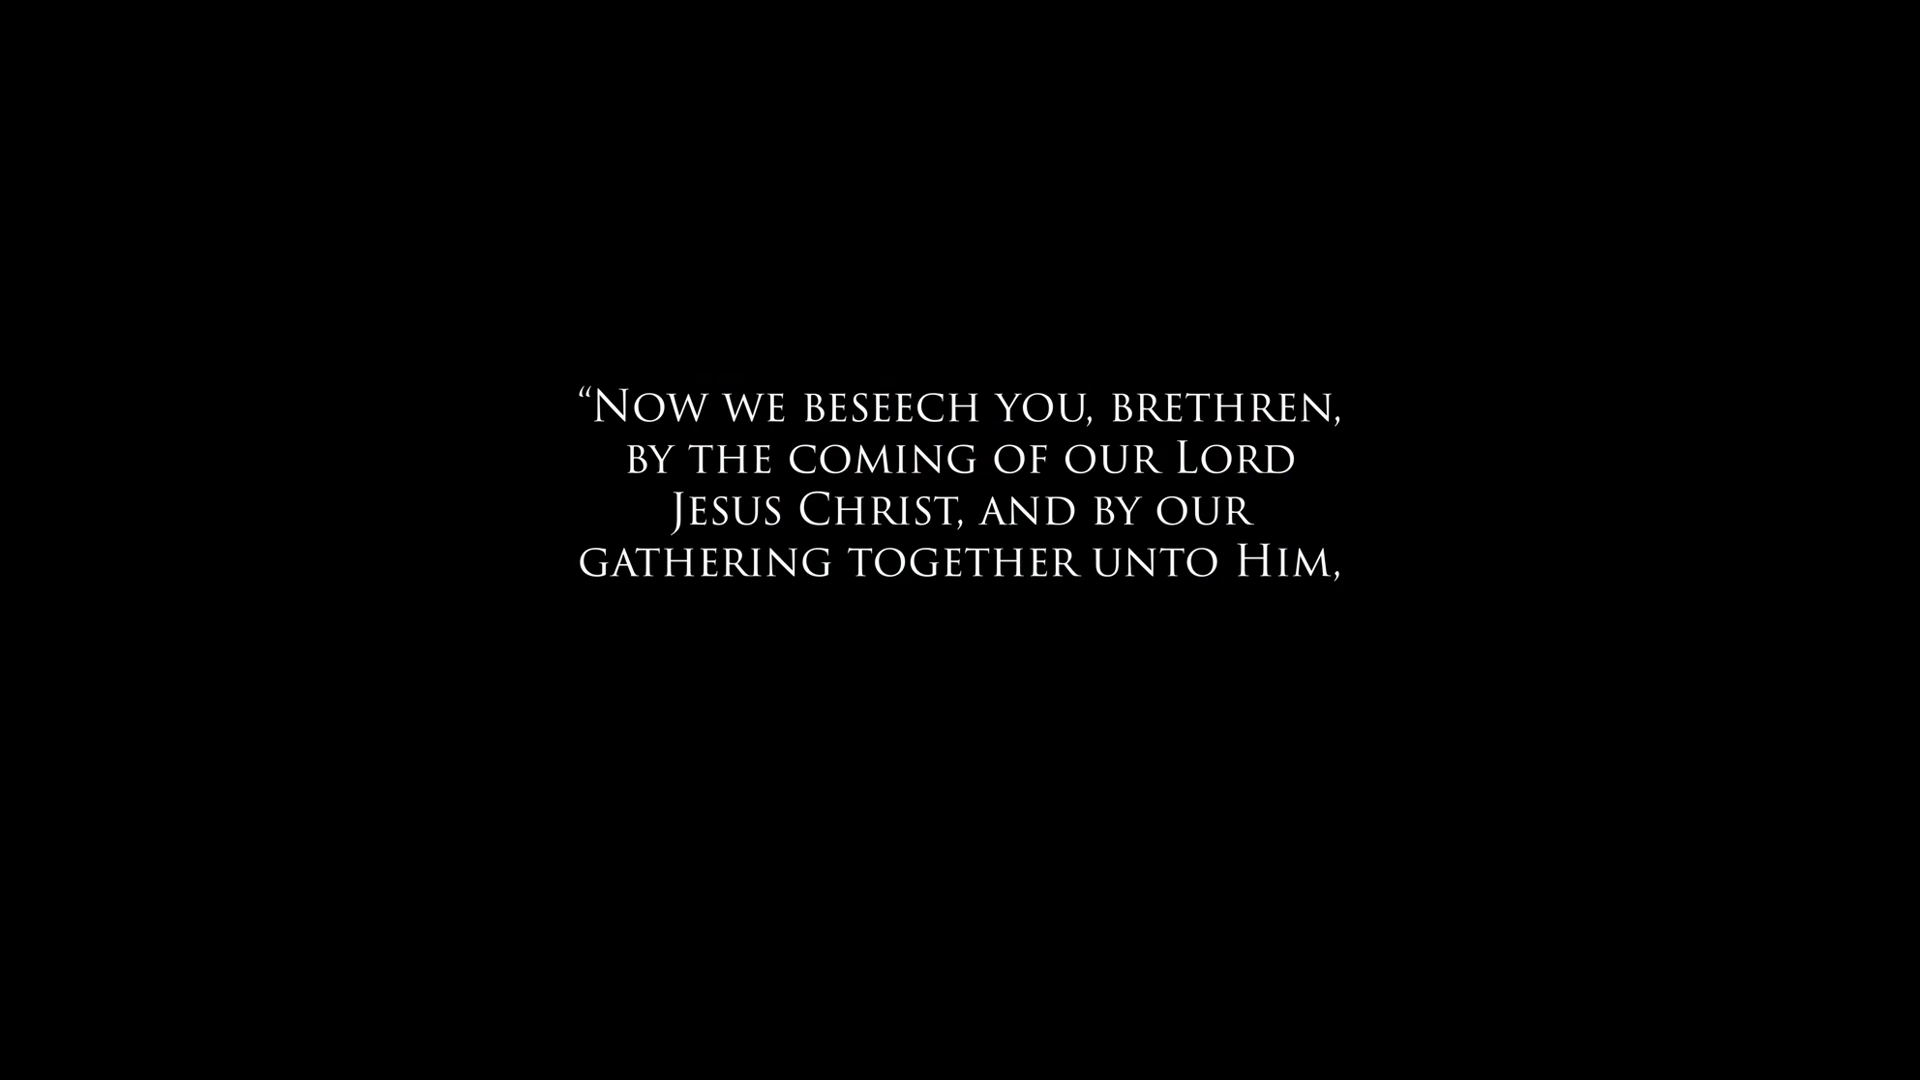 “Now we beseech you, brethren,
by the coming of our Lord
Jesus Christ, and by our
gathering together unto Him,